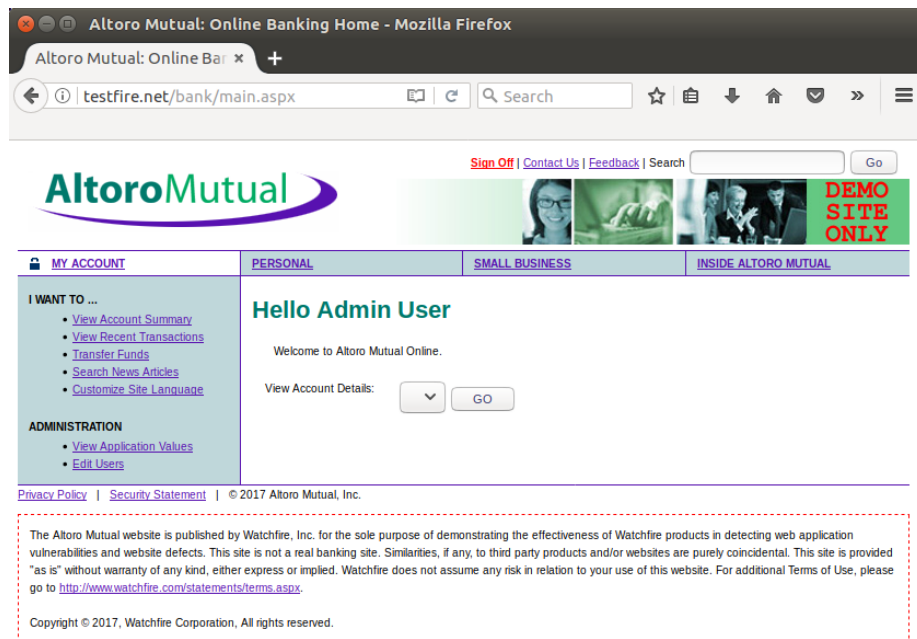 Altoro Mutual: Online Banking Home - Mozilla Firefox
Altoro Mutual: Online Bar × +
testfire.net/bank/main.aspx Search
Sign Off | Contact Us | Feedback | Search Go
AltoroMutual
DEMO
SITE
ONLY
MY ACCOUNT PERSONAL SMALL BUSINESS INSIDE ALTORO MUTUAL
I WANT TO ...
• View Account Summary
• View Recent Transactions
• Transfer Funds
• Search News Articles
• Customize Site Language
ADMINISTRATION
• View Application Values
• Edit Users
Hello Admin User
Welcome to Altoro Mutual Online.
View Account Details: GO
Privacy Policy | Security Statement | © 2017 Altoro Mutual, Inc.
The Altoro Mutual website is published by Watchfire, Inc. for the sole purpose of demonstrating the effectiveness of Watchfire products in detecting web application
vulnerabilities and website defects. This site is not a real banking site. Similarities, if any, to third party products and/or websites are purely coincidental. This site is provided
"as is" without warranty of any kind, either express or implied. Watchfire does not assume any risk in relation to your use of this website. For additional Terms of Use, please
go to http://www.watchfire.com/statements/terms.aspx.
Copyright © 2017, Watchfire Corporation, All rights reserved.